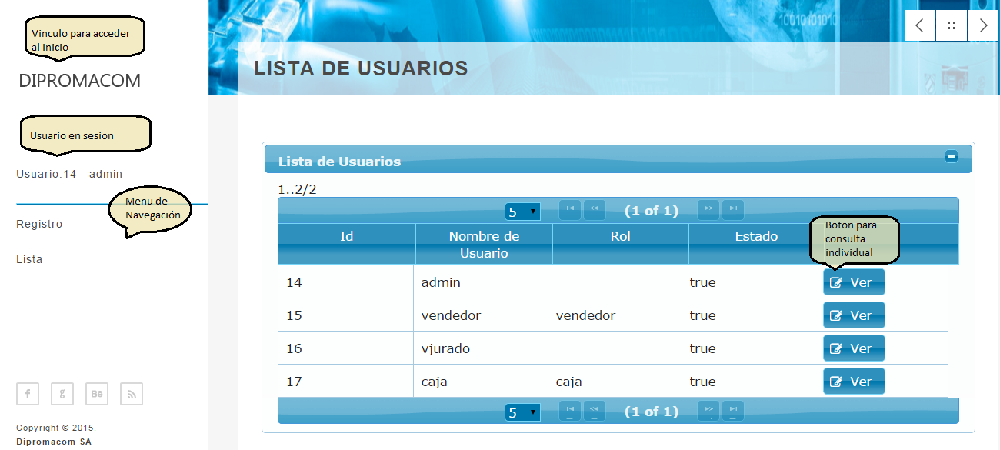 Vinculo para acceder
al Inicio
DIPROMACOM
Usuario en sesion
Usuario:14 - admin
Menu de
Navegación
Registro
Lista
Copyright © 2015.
Dipromacom SA
10010101010
LISTA DE USUARIOS
Lista de Usuarios
1..2/2
5 (1 of 1)
Id Nombre de Usuario Rol Estado
Boton para
consulta
individual
14 admin true Ver
15 vendedor vendedor true Ver
16 vjurado true Ver
17 caja caja true Ver
5 (1 of 1)